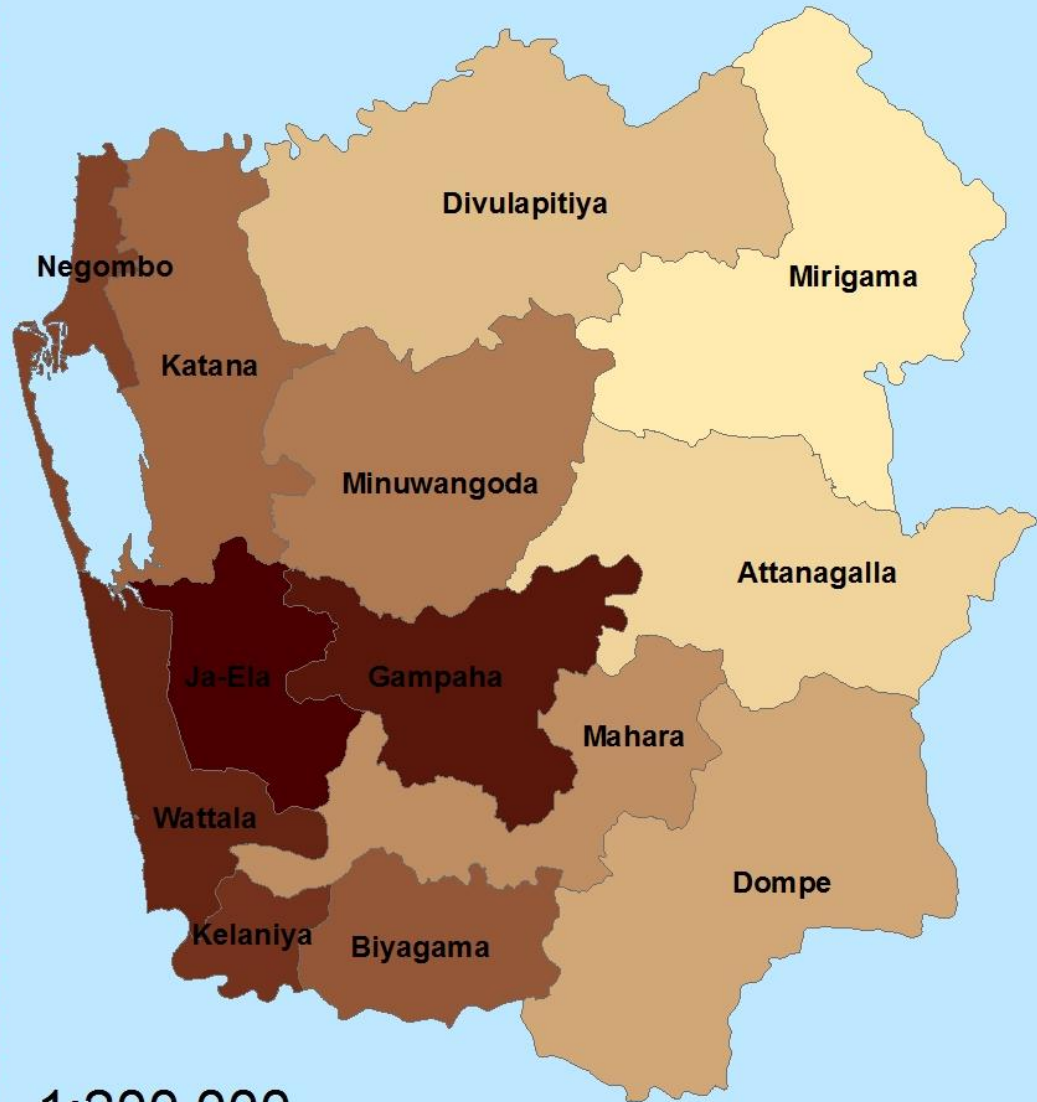 Divulapitiya
Negombo
Mirigama
Katana
Minuwangoda
Attanagalla
Ja-Ela
Gampaha
Mahara
Wattala
Dompe
Kelaniya
Biyagama